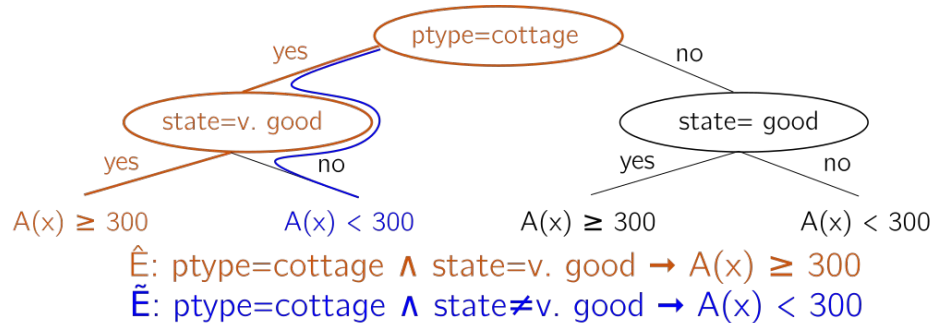 ptype=cottage
yes
no
state=v. good
state= good
yes
no
yes
no
A(x) ≥ 300
A(x) < 300
A(x) ≥ 300
A(x) < 300
Ê: ptype=cottage ∧ state=v. good → A(x) ≥ 300
Ẽ: ptype=cottage ∧ state≠v. good → A(x) < 300